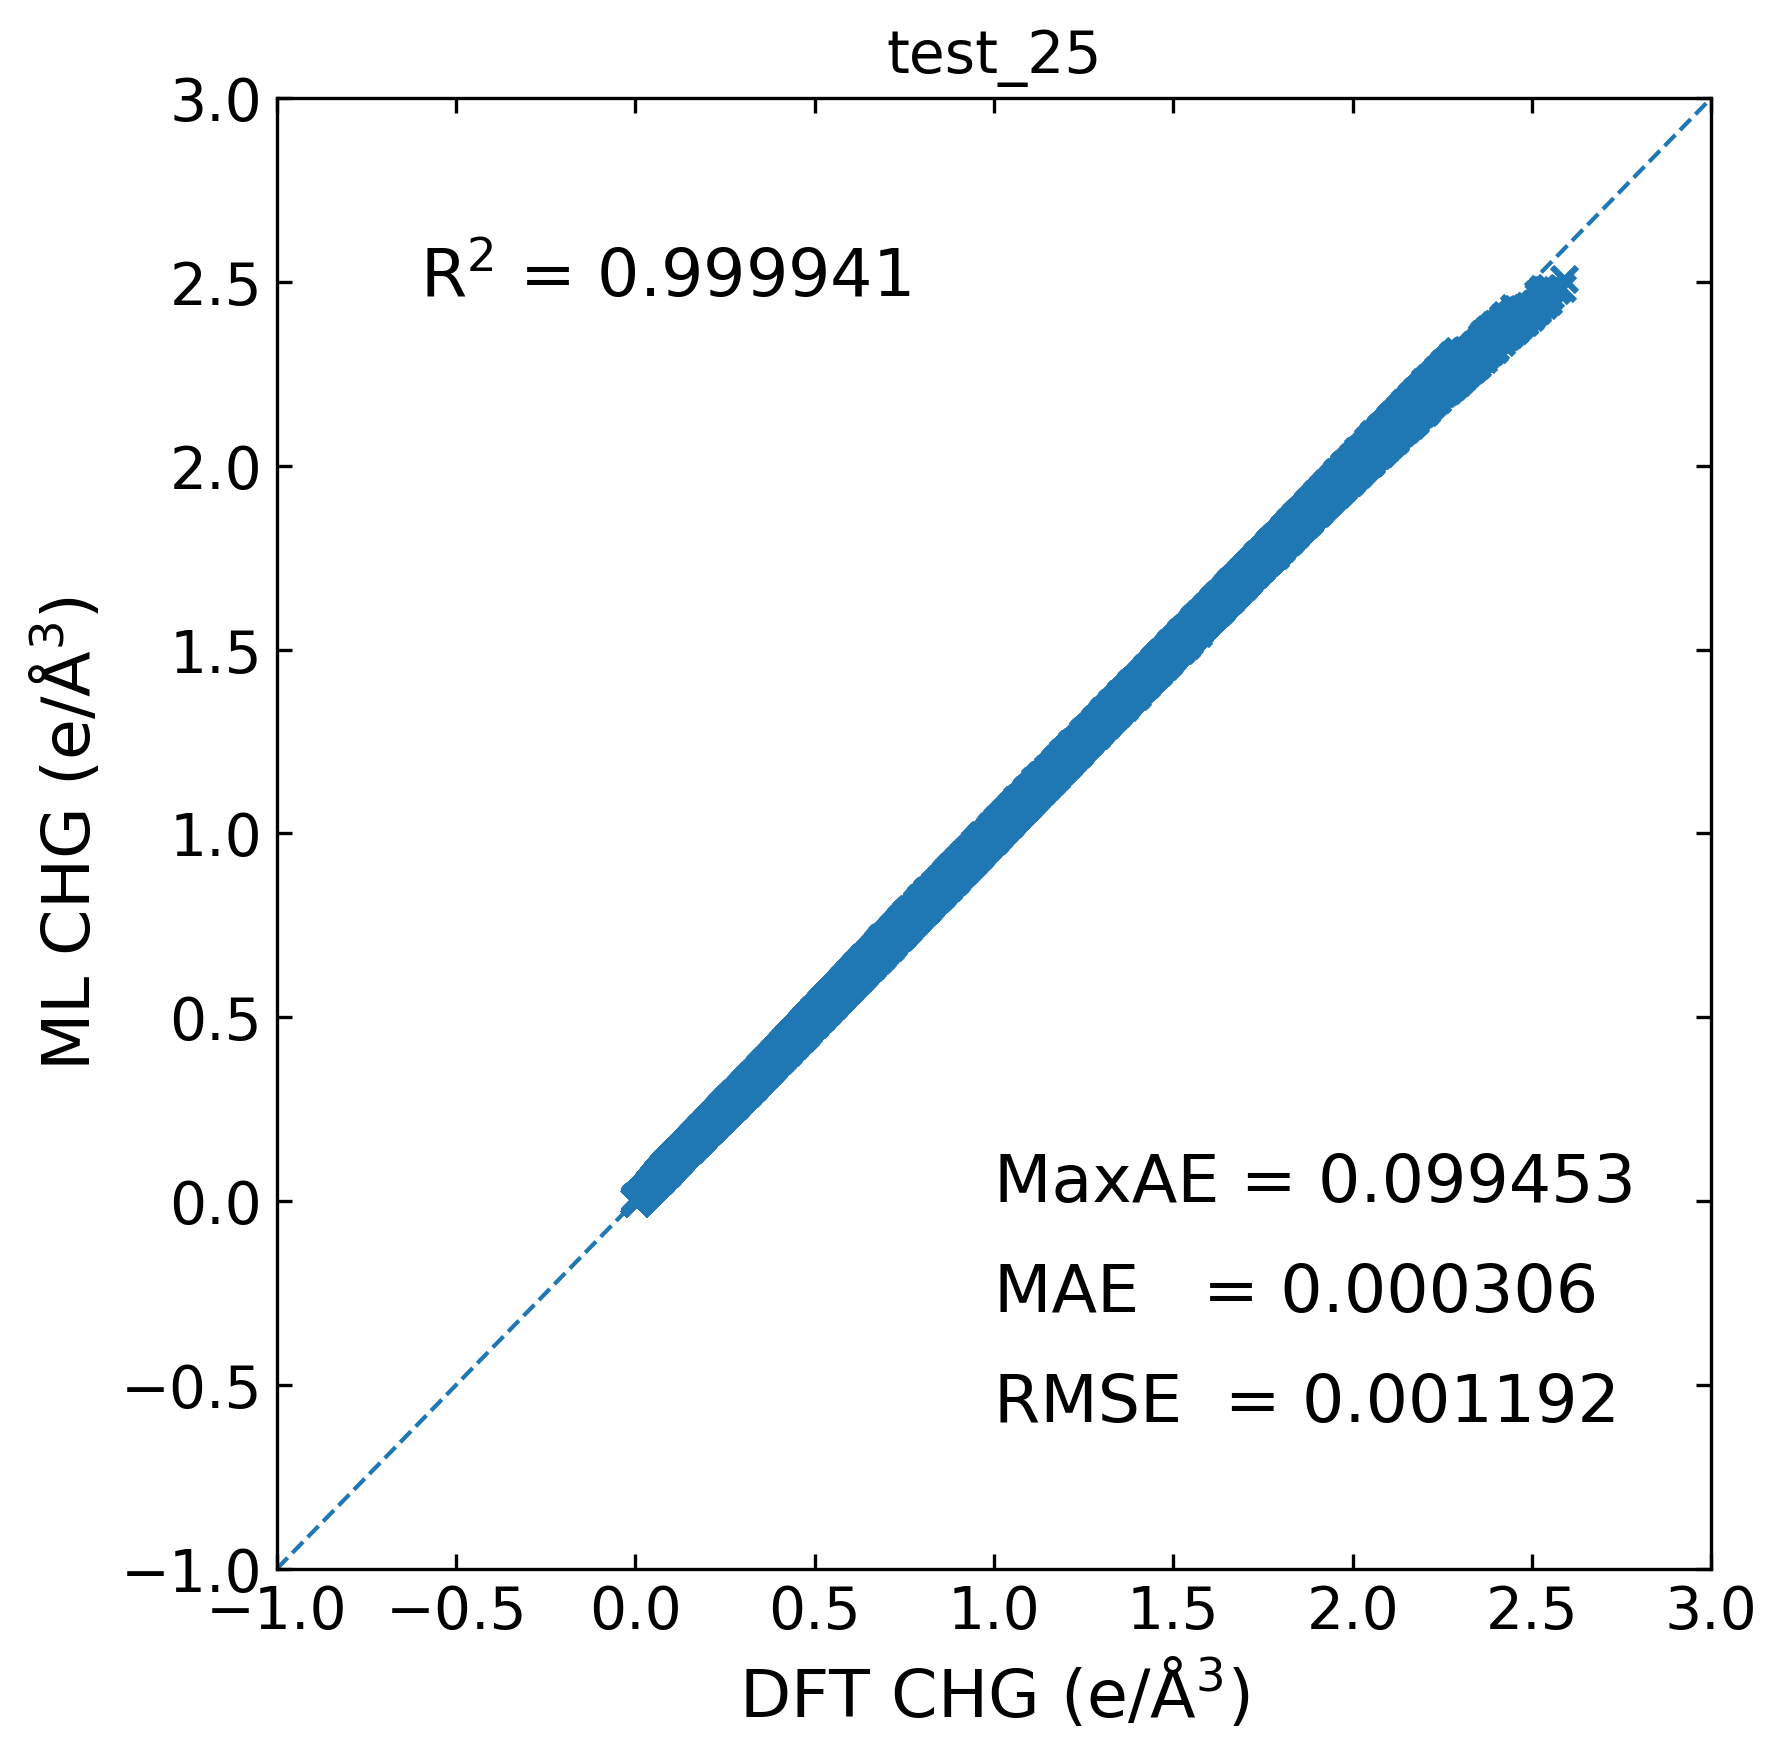 test_25
3.0
2.5
2.0
1.5
1.0
0.5
0.0
−0.5
−1.0
R² = 0.999941
MaxAE = 0.099453
MAE = 0.000306
RMSE = 0.001192
−1.0 −0.5 0.0 0.5 1.0 1.5 2.0 2.5 3.0
DFT CHG (e/Å³)
ML CHG (e/Å³)